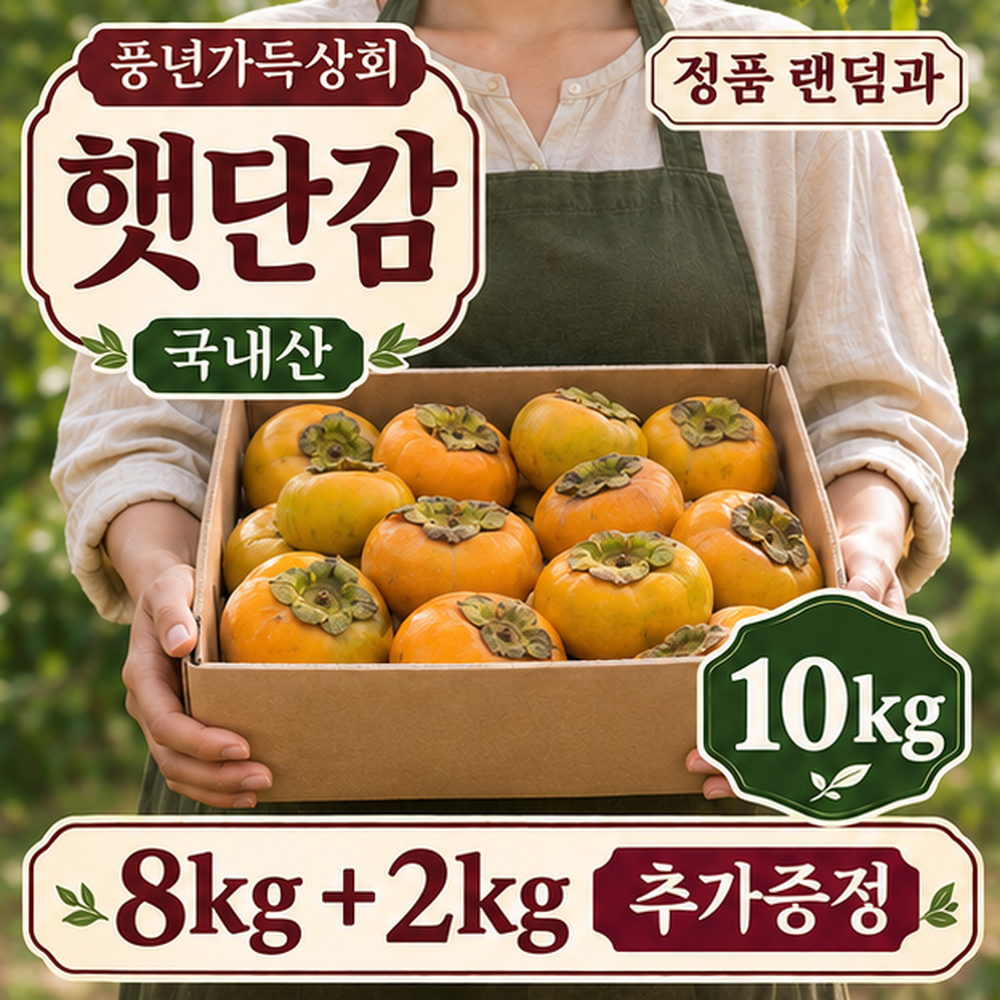 풍년가득상회
햇단감
국내산
정품 랜덤과
10kg
8kg+2kg 추가증정